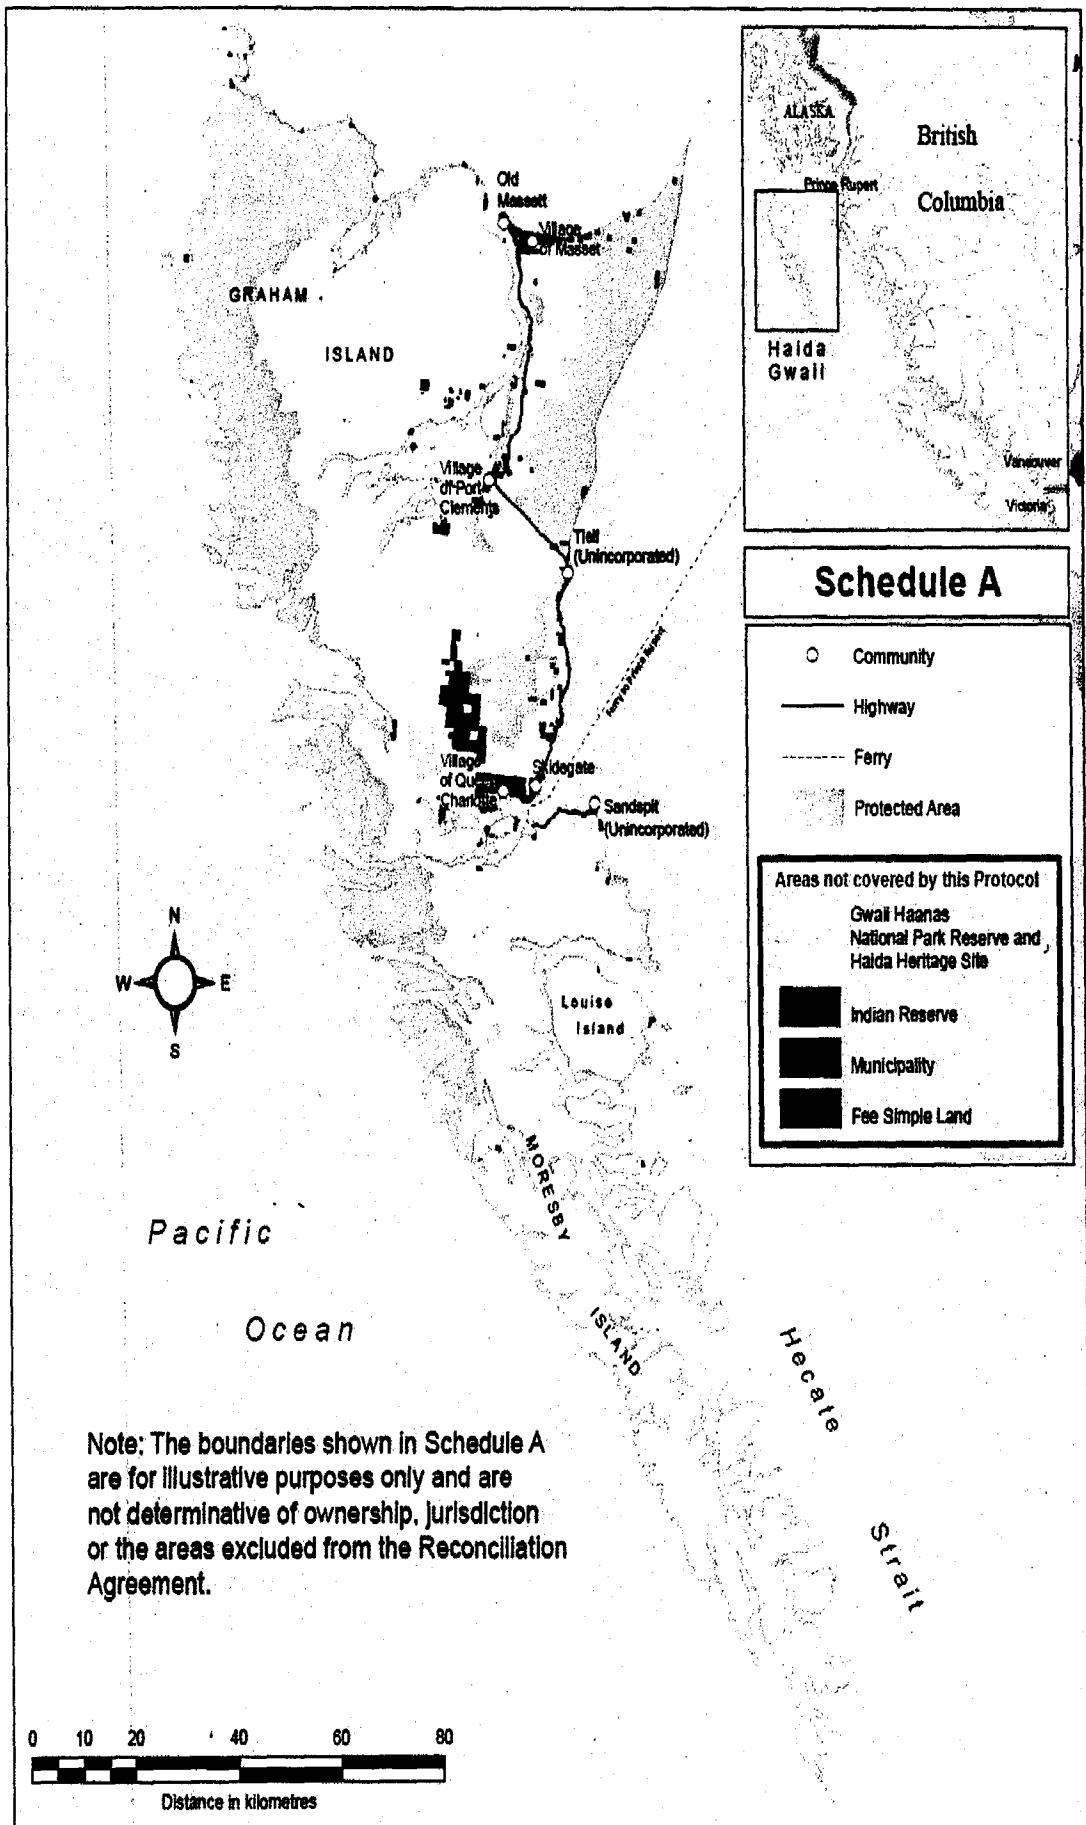 Old
Massett
Village
of Masset
GRAHAM
ISLAND
Village
of Port
Clements
Tlell
(Unincorporated)
Ferry to Prince Rupert
Village
of Queen
Charlotte
Skidegate
Sandspit
(Unincorporated)
N
W E
S
Louise
Island
MORESBY
ISLAND
Pacific
Ocean
Hecate
Strait
Note: The boundaries shown in Schedule A
are for illustrative purposes only and are
not determinative of ownership, jurisdiction
or the areas excluded from the Reconciliation
Agreement.
0 10 20 40 60 80
Distance in kilometres
ALASKA
British
Columbia
Prince Rupert
Haida
Gwaii
Vancouver
Victoria
Schedule A
Community
Highway
Ferry
Protected Area
Areas not covered by this Protocol
Gwaii Haanas
National Park Reserve and
Haida Heritage Site
Indian Reserve
Municipality
Fee Simple Land